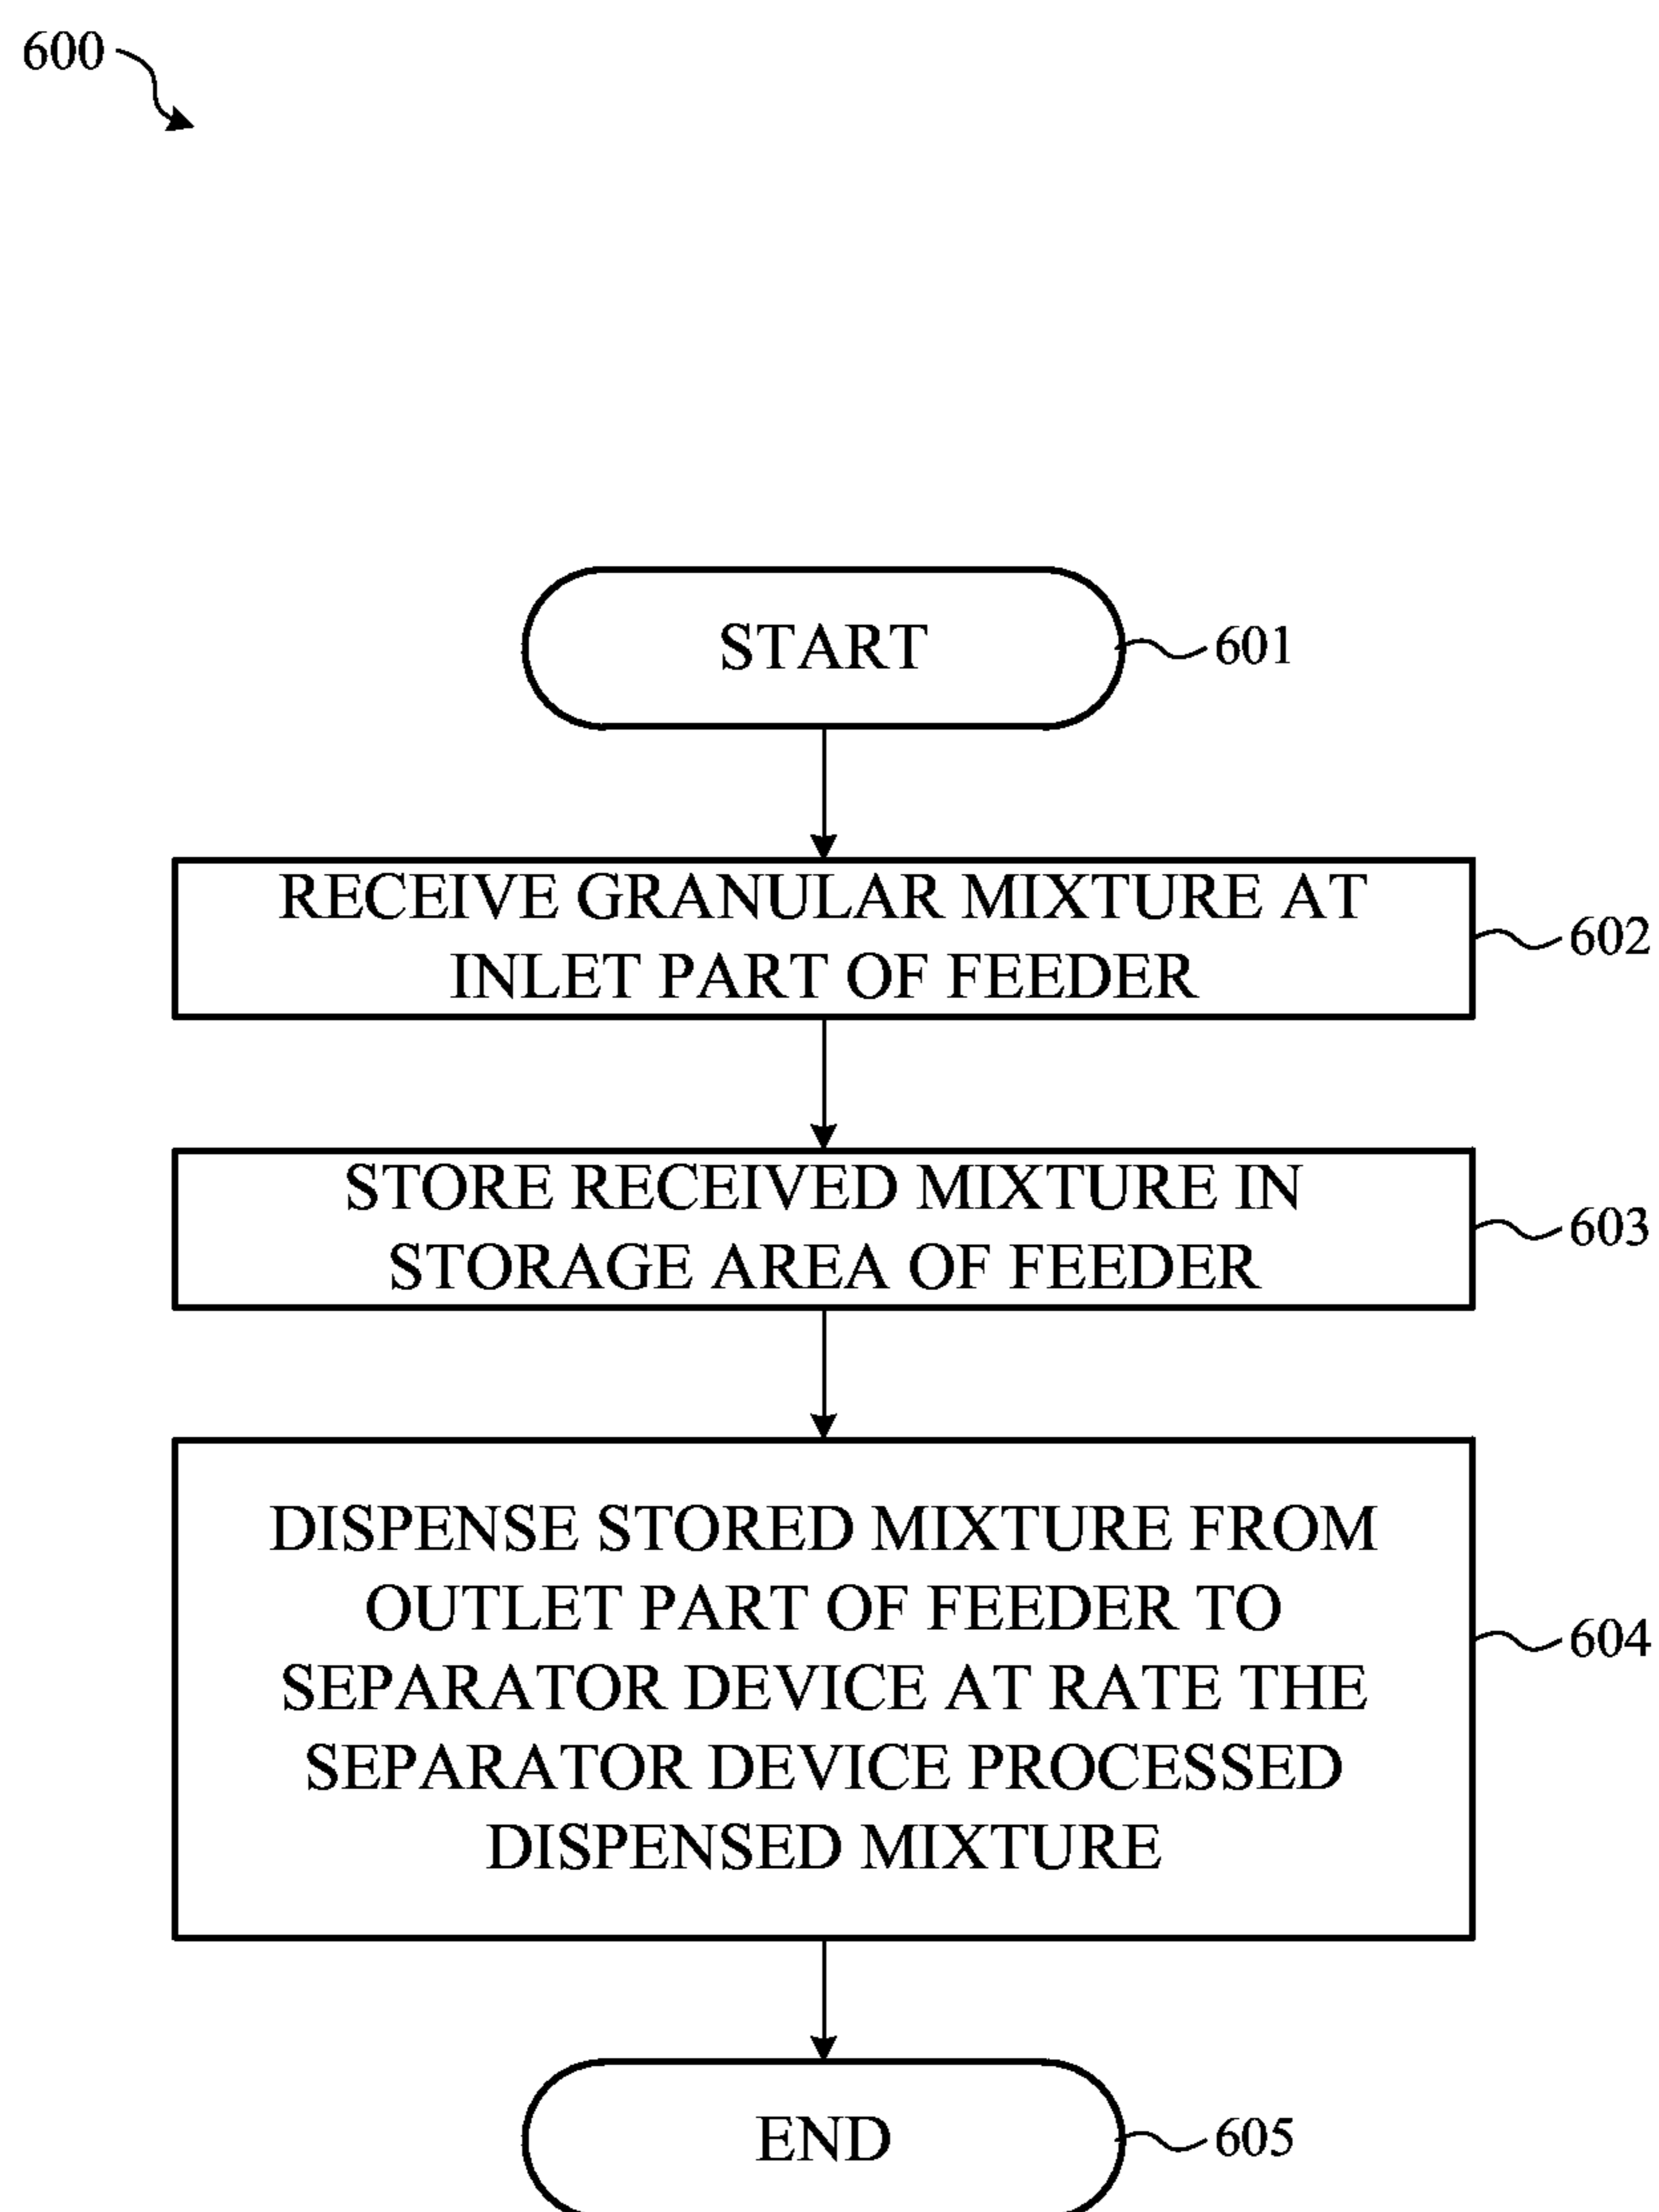 600
START
601
RECEIVE GRANULAR MIXTURE AT
INLET PART OF FEEDER
602
STORE RECEIVED MIXTURE IN
STORAGE AREA OF FEEDER
603
DISPENSE STORED MIXTURE FROM
OUTLET PART OF FEEDER TO
SEPARATOR DEVICE AT RATE THE
SEPARATOR DEVICE PROCESSED
DISPENSED MIXTURE
604
END
605